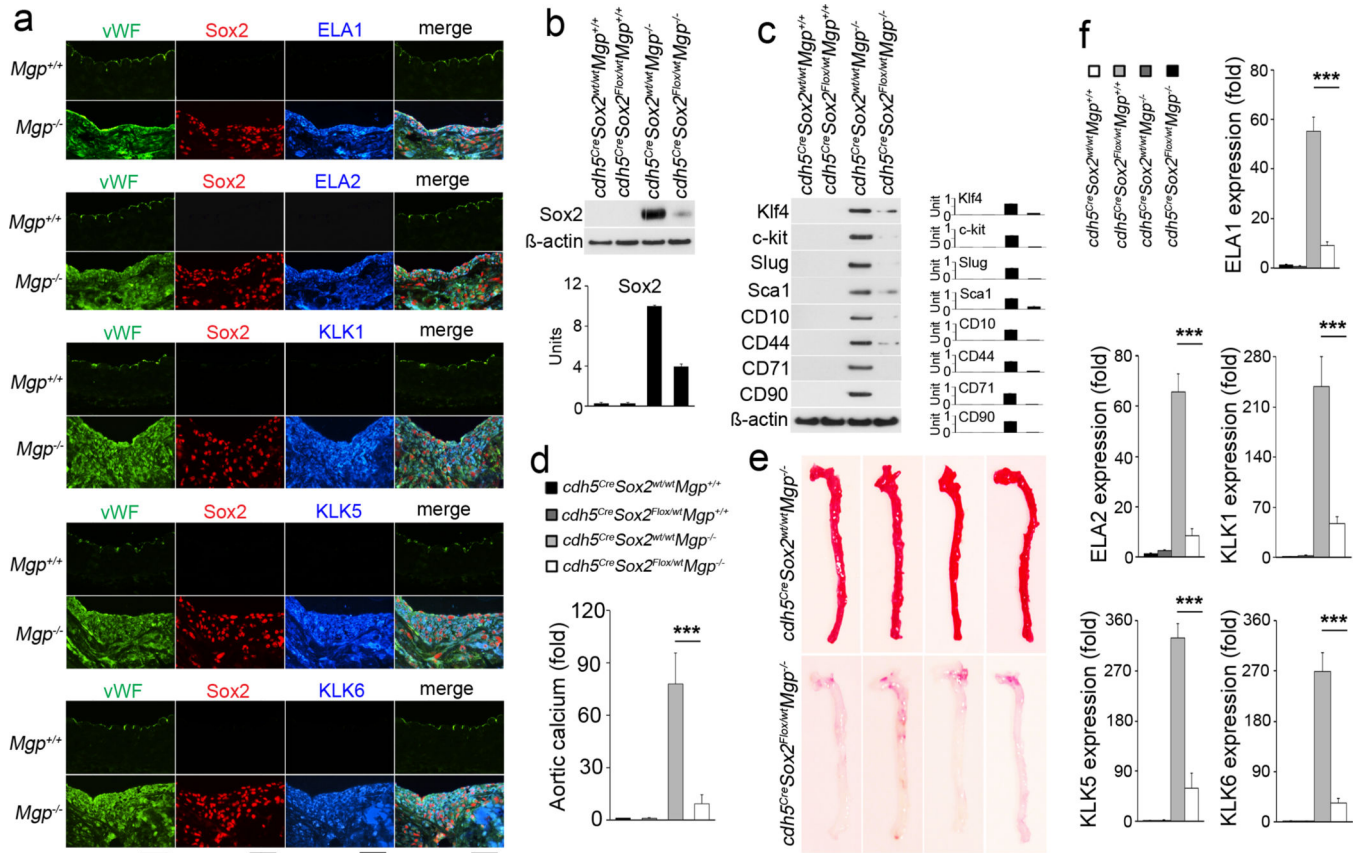 a
vWF Sox2 ELA1 merge
Mgp+/+
Mgp-/-
vWF Sox2 ELA2 merge
Mgp+/+
Mgp-/-
vWF Sox2 KLK1 merge
Mgp+/+
Mgp-/-
vWF Sox2 KLK5 merge
Mgp+/+
Mgp-/-
vWF Sox2 KLK6 merge
Mgp+/+
Mgp-/-
b
cdh5CreSox2wt/wtMgp+/+
cdh5CreSox2Flox/wtMgp+/+
cdh5CreSox2wt/wtMgp-/-
cdh5CreSox2Flox/wtMgp-/-
Sox2
ß-actin
Sox2
Units
12
8
4
0
c
cdh5CreSox2wt/wtMgp+/+
cdh5CreSox2Flox/wtMgp+/+
cdh5CreSox2wt/wtMgp-/-
cdh5CreSox2Flox/wtMgp-/-
Klf4
c-kit
Slug
Sca1
CD10
CD44
CD71
CD90
ß-actin
Unit 1 0 Klf4
Unit 1 0 c-kit
Unit 1 0 Slug
Unit 1 0 Sca1
Unit 1 0 CD10
Unit 1 0 CD44
Unit 1 0 CD71
Unit 1 0 CD90
d
cdh5CreSox2wt/wtMgp+/+
cdh5CreSox2Flox/wtMgp+/+
cdh5CreSox2wt/wtMgp-/-
cdh5CreSox2Flox/wtMgp-/-
Aortic calcium (fold)
120
90
60
30
0
***
e
cdh5CreSox2wt/wtMgp-/-
cdh5CreSox2Flox/wtMgp-/-
f
cdh5CreSox2wt/wtMgp+/+
cdh5CreSox2Flox/wtMgp+/+
cdh5CreSox2wt/wtMgp-/-
cdh5CreSox2Flox/wtMgp-/-
ELA1 expression (fold)
80
60
40
20
0
***
ELA2 expression (fold)
80
60
40
20
0
***
KLK1 expression (fold)
280
210
140
70
0
***
KLK5 expression (fold)
360
270
180
90
0
***
KLK6 expression (fold)
360
270
180
90
0
***